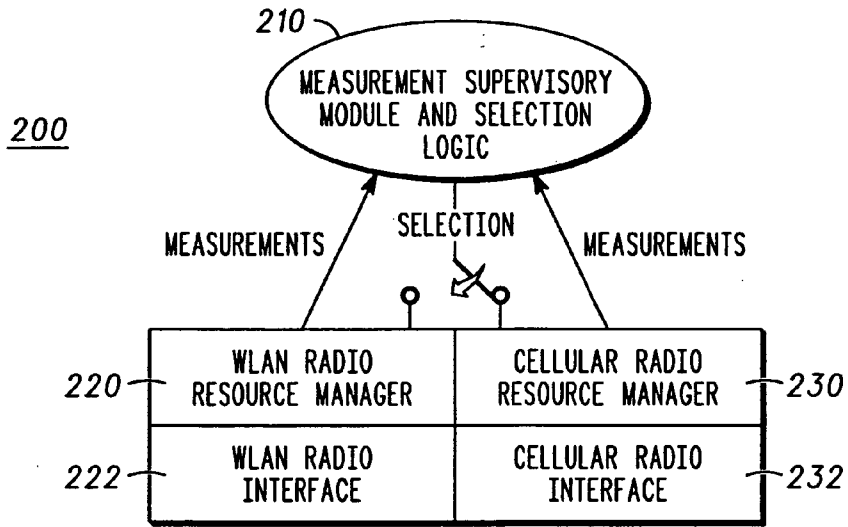 210
MEASUREMENT SUPERVISORY
MODULE AND SELECTION
LOGIC
200
SELECTION
MEASUREMENTS
MEASUREMENTS
220
WLAN RADIO
RESOURCE MANAGER
CELLULAR RADIO
RESOURCE MANAGER
230
222
WLAN RADIO
INTERFACE
CELLULAR RADIO
INTERFACE
232